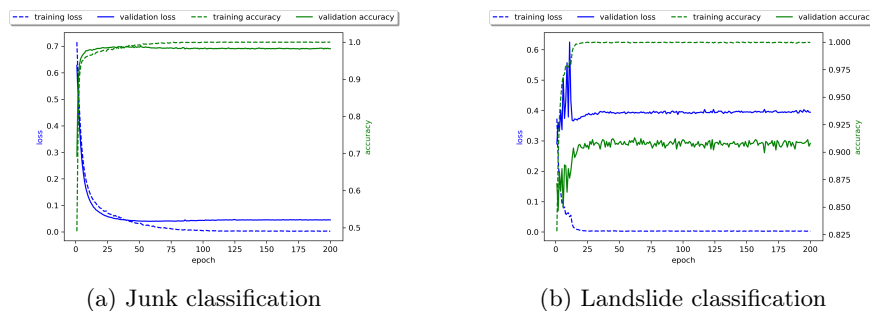 training loss validation loss training accuracy validation accuracy
0.7 0.6 0.5 0.4 0.3 0.2 0.1 0.0
loss
1.0 0.9 0.8 0.7 0.6 0.5
accuracy
0 25 50 75 100 125 150 175 200
epoch
(a) Junk classification
training loss validation loss training accuracy validation accura
0.6 0.5 0.4 0.3 0.2 0.1 0.0
loss
1.000 0.975 0.950 0.925 0.900 0.875 0.850 0.825
accuracy
0 25 50 75 100 125 150 175 200
epoch
(b) Landslide classification